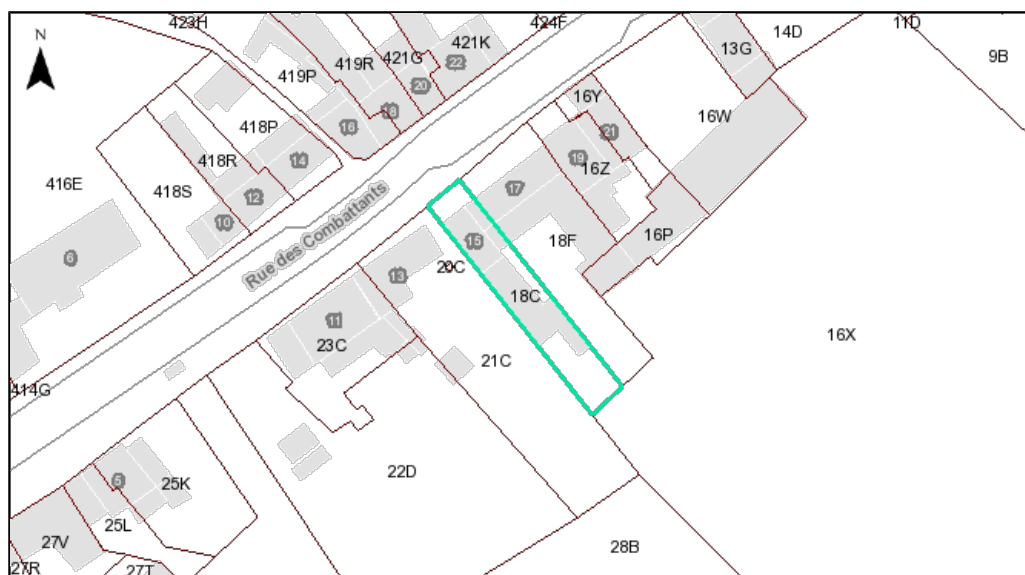 423H
424F
11D
14D
9B
13G
421K
421G
419R
419P
22
20
18
16
16Y
16W
21
19
16Z
418P
418R
418S
14
12
10
416E
6
Rue des Combattants
17
15
18F
16P
20C
18C
13
11
23C
21C
16X
414G
22D
5
25K
25L
27V
27R
27T
28B
N